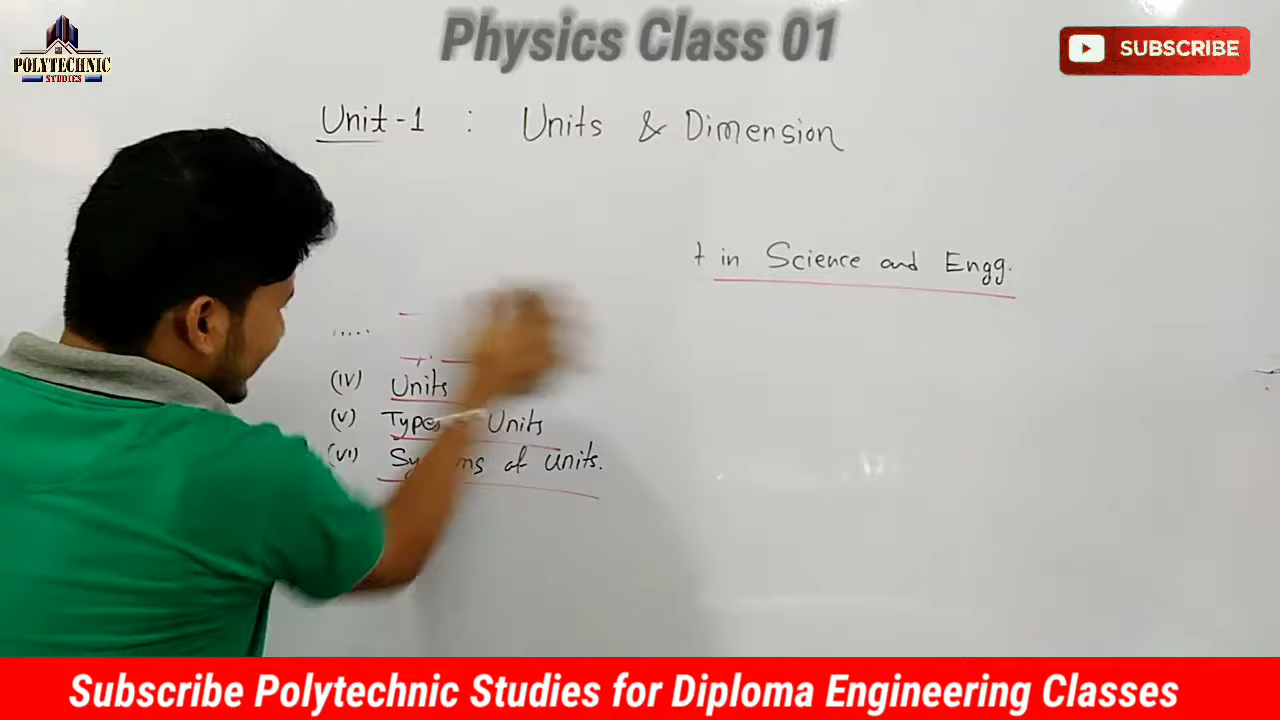 Physics Class 01
POLYTECHNIC
STUDIES
SUBSCRIBE
Unit-1 : Units & Dimension
t in Science and Engg.
(IV) Units
(V) Types Units
(VI) of Units.
Subscribe Polytechnic Studies for Diploma Engineering Classes